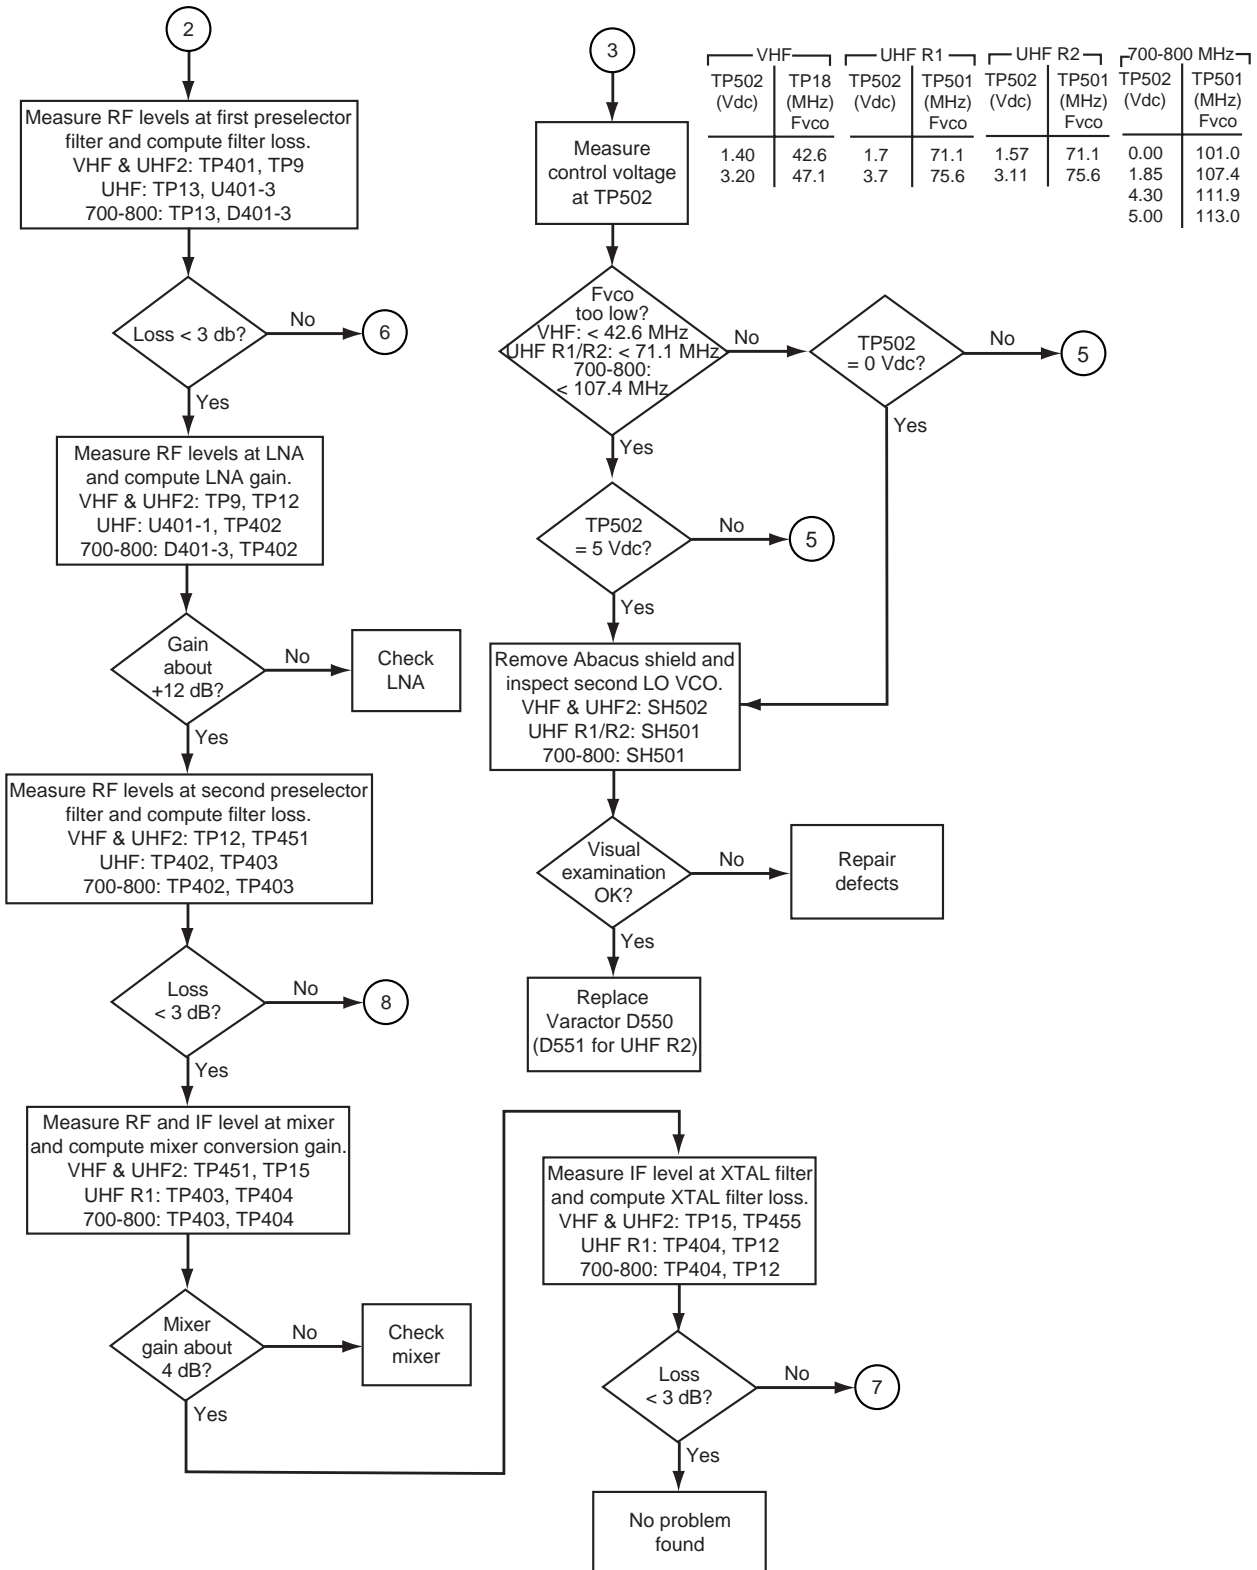 2
Measure RF levels at first preselector
filter and compute filter loss.
VHF & UHF2: TP401, TP9
UHF: TP13, U401-3
700-800: TP13, D401-3
Loss < 3 db?
No
6
Yes
Measure RF levels at LNA
and compute LNA gain.
VHF & UHF2: TP9, TP12
UHF: U401-1, TP402
700-800: D401-3, TP402
Gain
about
+12 dB?
No
Check
LNA
Yes
Measure RF levels at second preselector
filter and compute filter loss.
VHF & UHF2: TP12, TP451
UHF: TP402, TP403
700-800: TP402, TP403
Loss
< 3 dB?
No
8
Yes
Measure RF and IF level at mixer
and compute mixer conversion gain.
VHF & UHF2: TP451, TP15
UHF R1: TP403, TP404
700-800: TP403, TP404
Mixer
gain about
4 dB?
No
Check
mixer
Yes
Measure IF level at XTAL filter
and compute XTAL filter loss.
VHF & UHF2: TP15, TP455
UHF R1: TP404, TP12
700-800: TP404, TP12
Loss
< 3 dB?
No
7
Yes
No problem
found
3
Measure
control voltage
at TP502
Fvco
too low?
VHF: < 42.6 MHz
UHF R1/R2: < 71.1 MHz
700-800:
< 107.4 MHz
No
TP502
= 0 Vdc?
No
5
Yes
Yes
TP502
= 5 Vdc?
No
5
Yes
Remove Abacus shield and
inspect second LO VCO.
VHF & UHF2: SH502
UHF R1/R2: SH501
700-800: SH501
Visual
examination
OK?
No
Repair
defects
Yes
Replace
Varactor D550
(D551 for UHF R2)
VHF UHF R1 UHF R2 700-800 MHz
TP502 TP18 TP502 TP501 TP502 TP501 TP502 TP501
(Vdc) (MHz) (Vdc) (MHz) (Vdc) (MHz) (Vdc) (MHz)
Fvco Fvco Fvco Fvco
1.40 42.6 1.7 71.1 1.57 71.1 0.00 101.0
3.20 47.1 3.7 75.6 3.11 75.6 1.85 107.4
4.30 111.9
5.00 113.0